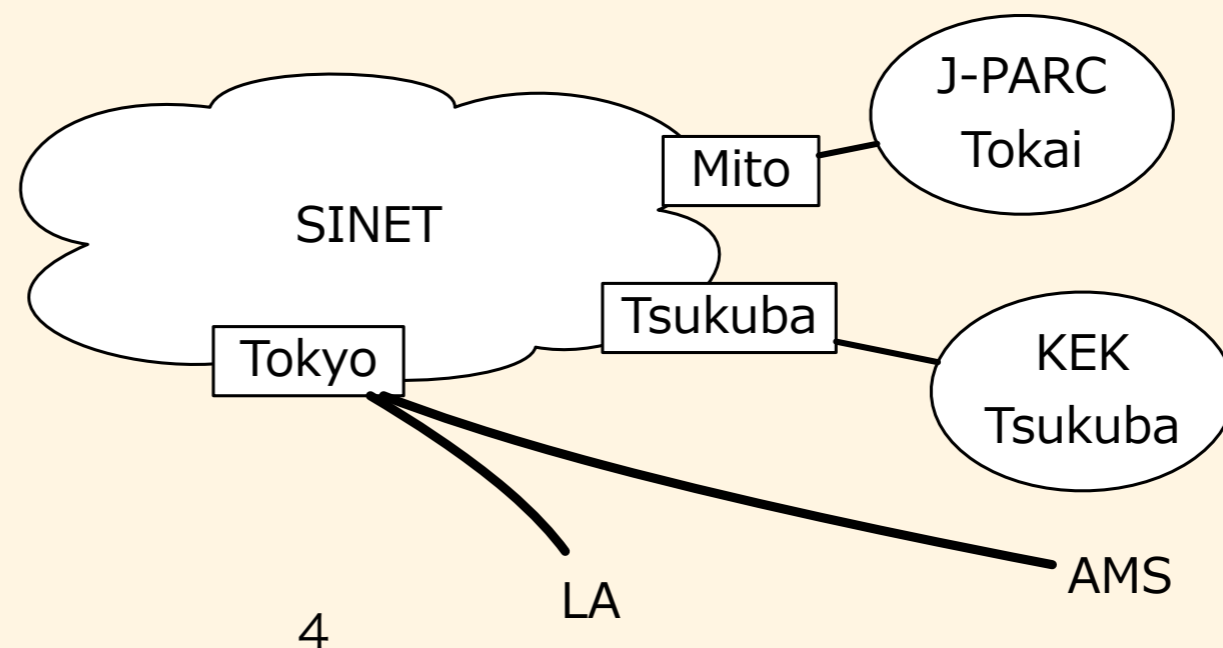 J-PARC
Tokai
Mito
SINET
Tsukuba
Tokyo
KEK
Tsukuba
AMS
LA
4